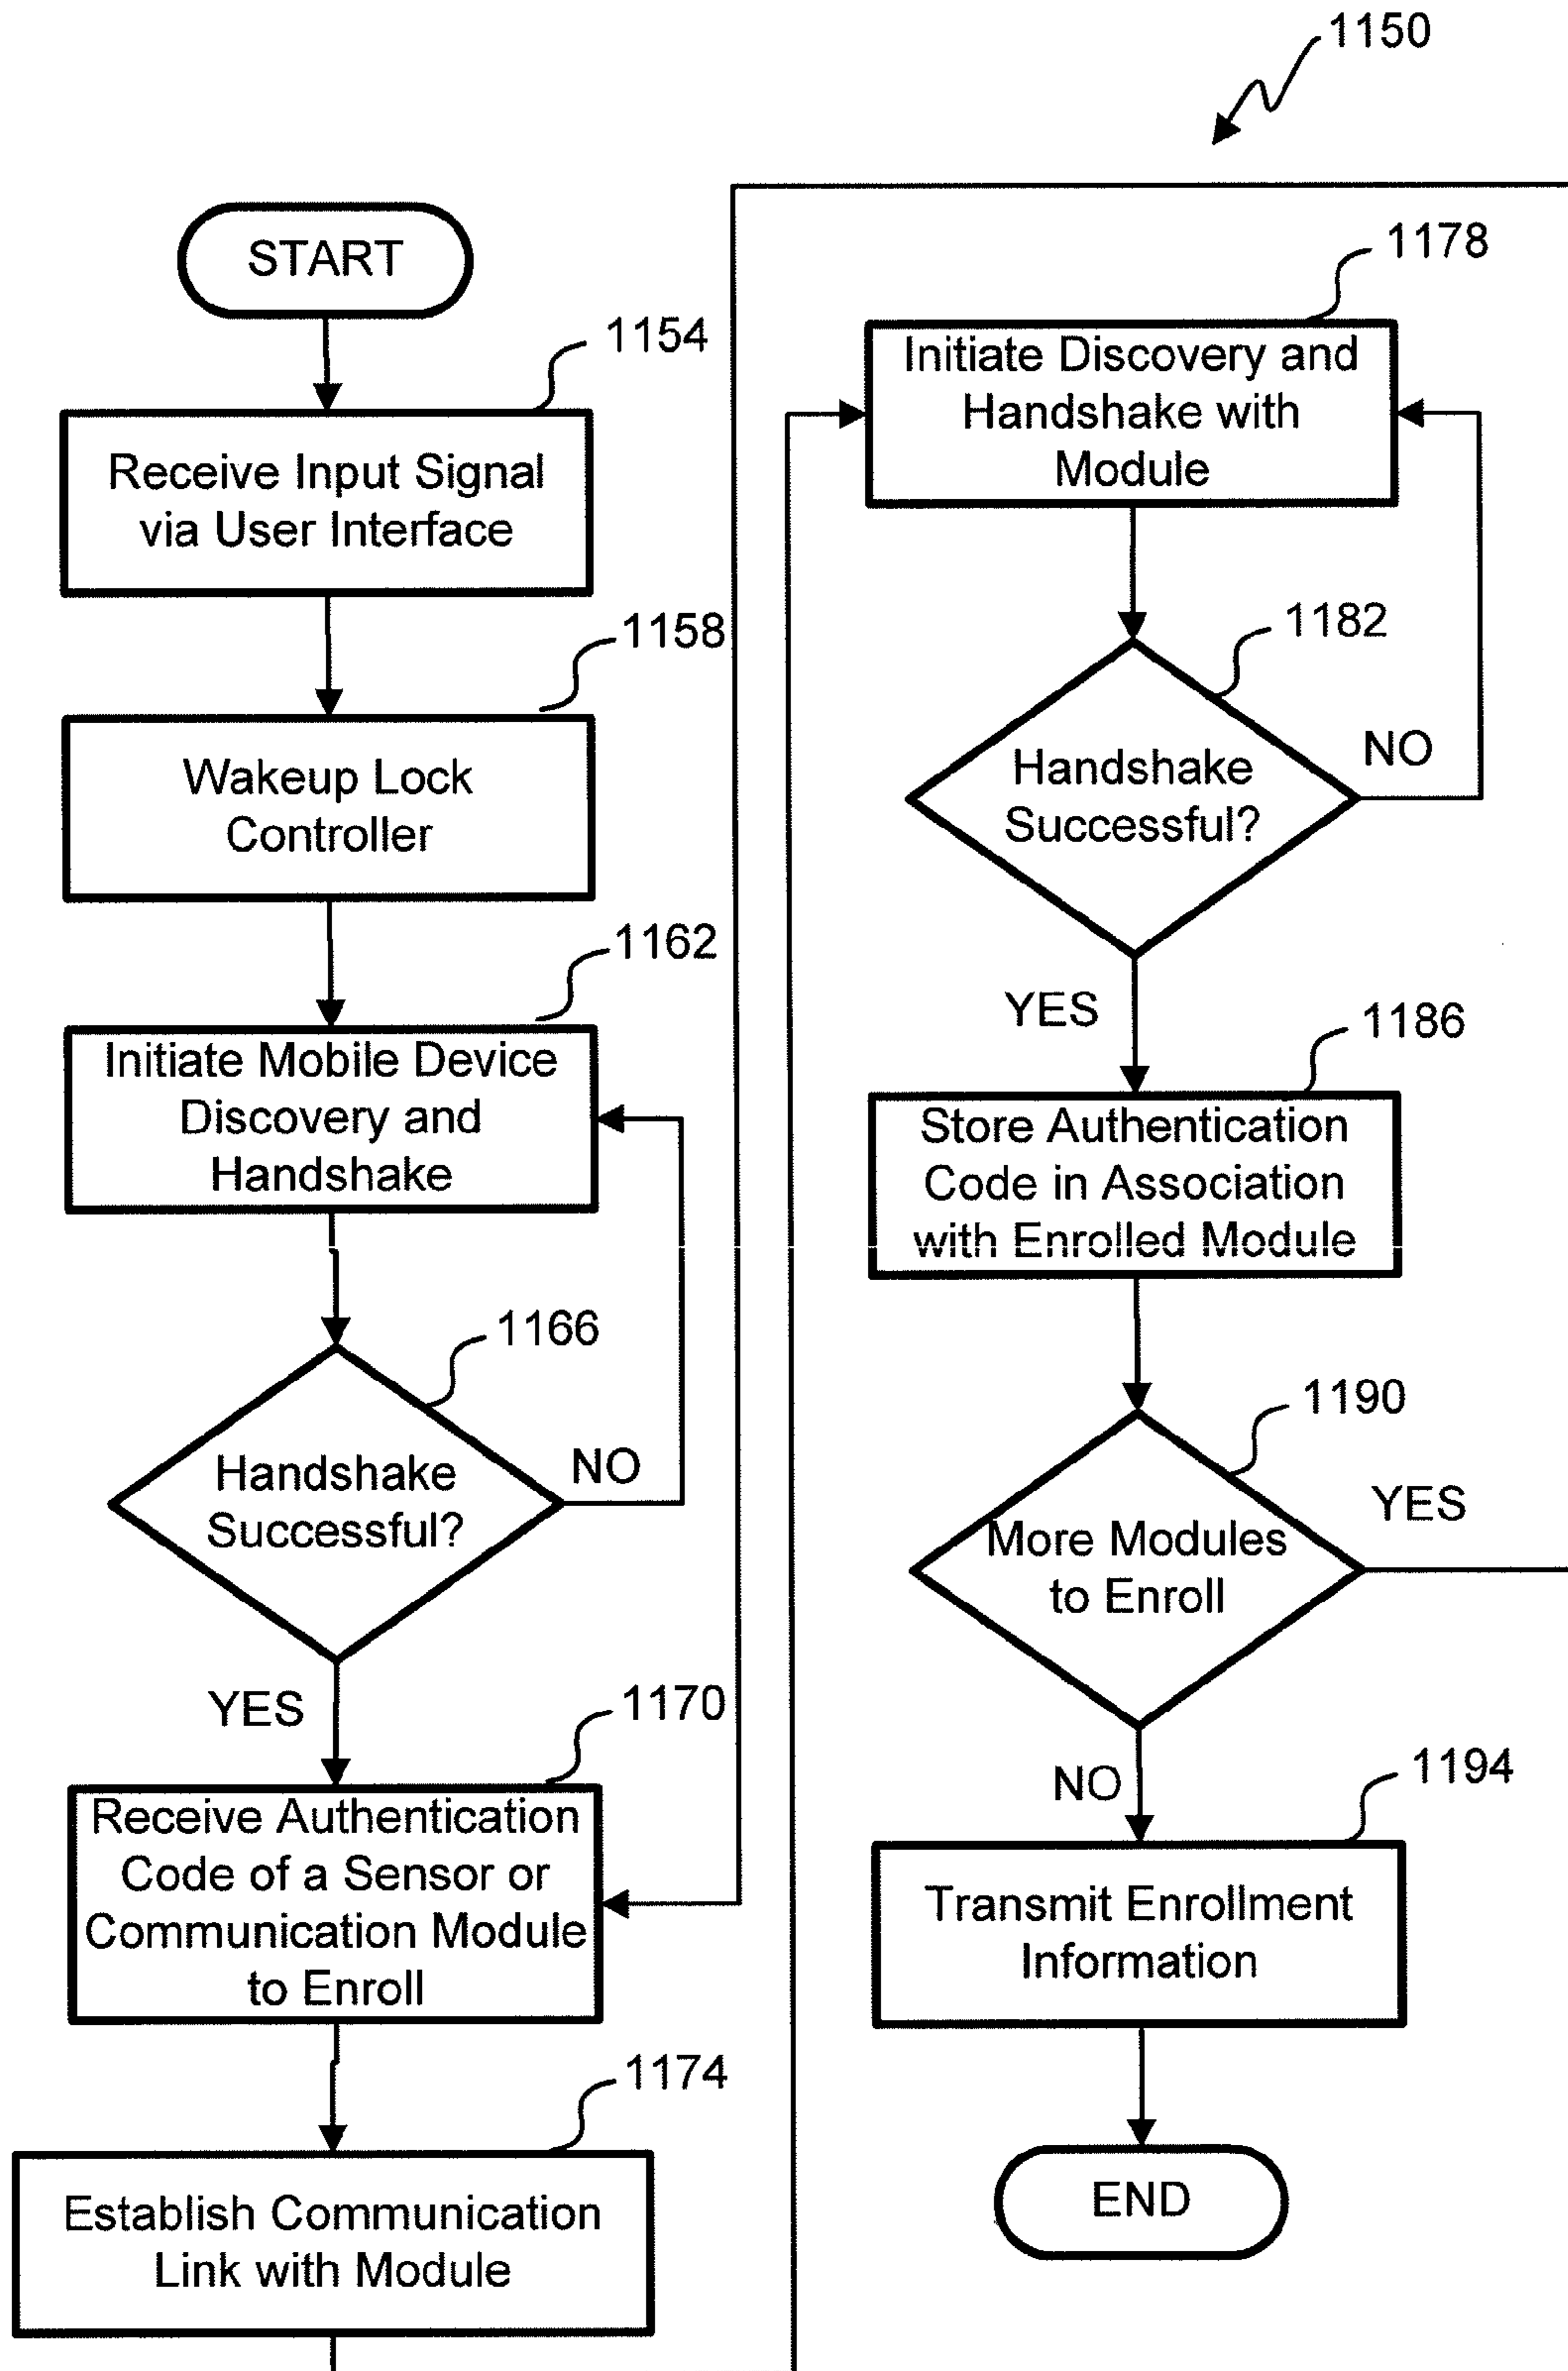 1150
START
1154
Receive Input Signal
via User Interface
1158
Wakeup Lock
Controller
1162
Initiate Mobile Device
Discovery and
Handshake
1166
Handshake
Successful?
NO
YES
1170
Receive Authentication
Code of a Sensor or
Communication Module
to Enroll
1174
Establish Communication
Link with Module
1178
Initiate Discovery and
Handshake with
Module
1182
Handshake
Successful?
NO
YES
1186
Store Authentication
Code in Association
with Enrolled Module
1190
More Modules
to Enroll
YES
NO
1194
Transmit Enrollment
Information
END